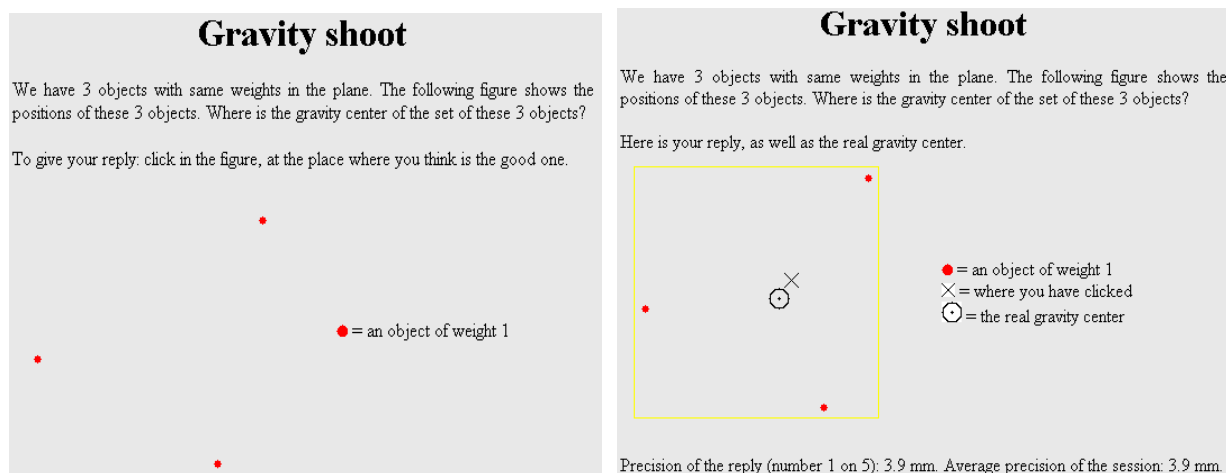 Gravity shoot
We have 3 objects with same weights in the plane. The following figure shows the
positions of these 3 objects. Where is the gravity center of the set of these 3 objects?
To give your reply: click in the figure, at the place where you think is the good one.
= an object of weight 1
Gravity shoot
We have 3 objects with same weights in the plane. The following figure shows the
positions of these 3 objects. Where is the gravity center of the set of these 3 objects?
Here is your reply, as well as the real gravity center.
= an object of weight 1
= where you have clicked
= the real gravity center
Precision of the reply (number 1 on 5): 3.9 mm. Average precision of the session: 3.9 mm.